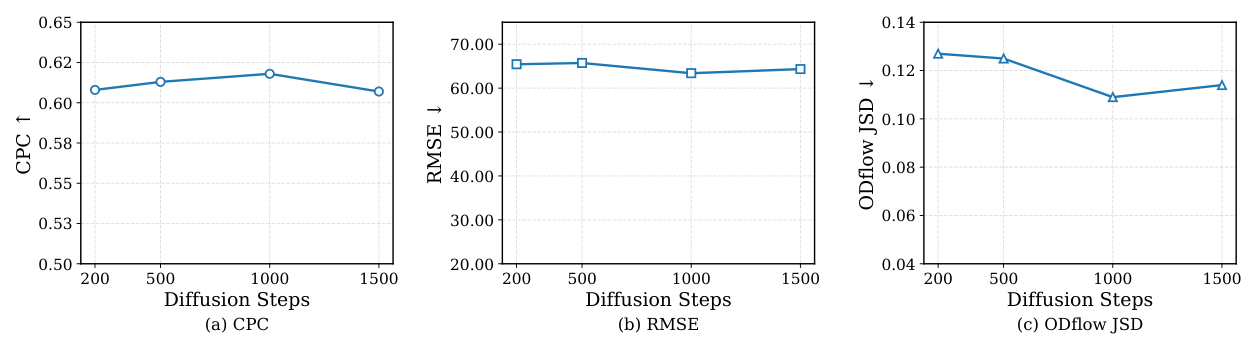 CPC ↑
0.65
0.62
0.60
0.58
0.55
0.53
0.50
200 500 1000 1500
Diffusion Steps
(a) CPC
RMSE ↓
70.00
60.00
50.00
40.00
30.00
20.00
200 500 1000 1500
Diffusion Steps
(b) RMSE
ODflow JSD ↓
0.14
0.12
0.10
0.08
0.06
0.04
200 500 1000 1500
Diffusion Steps
(c) ODflow JSD